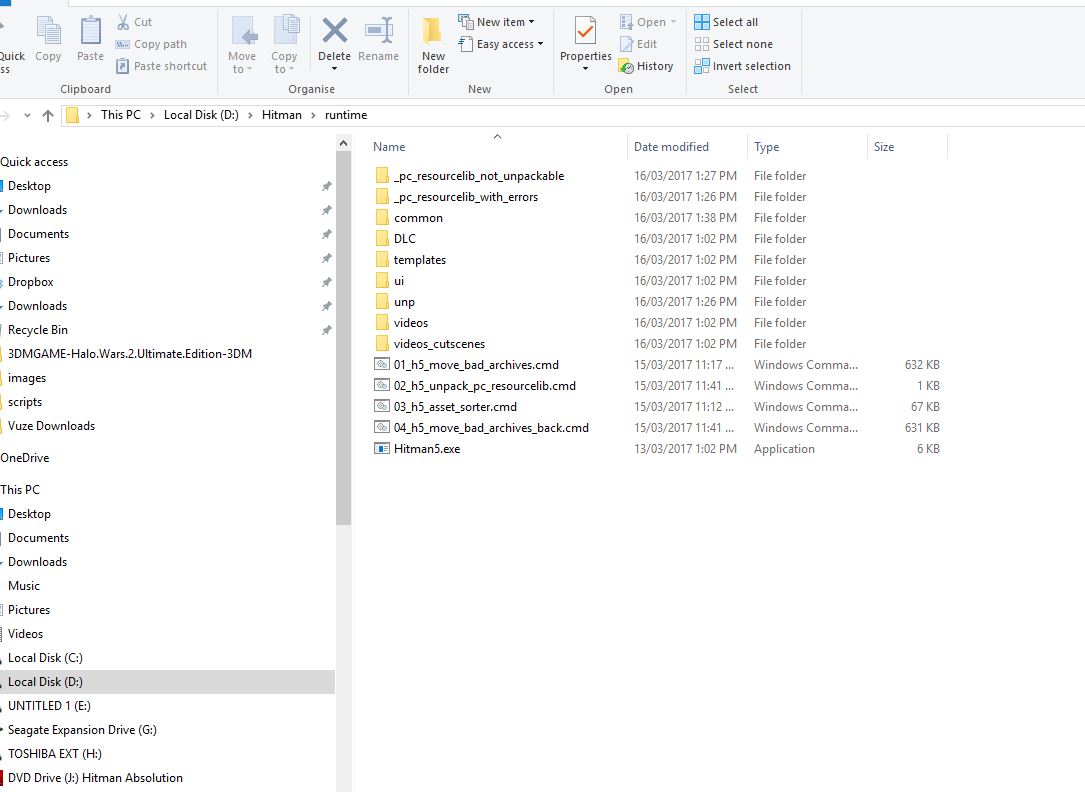 Cut
Copy path
Paste shortcut
Quick
ss
Copy
Paste
Clipboard
Move to
Copy to
Delete
Rename
Organise
New folder
New item
Easy access
New
Properties
Open
Edit
History
Open
Select all
Select none
Invert selection
Select
This PC > Local Disk (D:) > Hitman > runtime
Quick access
Desktop
Downloads
Documents
Pictures
Dropbox
Downloads
Recycle Bin
3DMGAME-Halo.Wars.2.Ultimate.Edition-3DM
images
scripts
Vuze Downloads
OneDrive
This PC
Desktop
Documents
Downloads
Music
Pictures
Videos
Local Disk (C:)
Local Disk (D:)
UNTITLED 1 (E:)
Seagate Expansion Drive (G:)
TOSHIBA EXT (H:)
DVD Drive (J:) Hitman Absolution
Name Date modified Type Size
_pc_resourcelib_not_unpackable 16/03/2017 1:27 PM File folder
_pc_resourcelib_with_errors 16/03/2017 1:26 PM File folder
common 16/03/2017 1:38 PM File folder
DLC 16/03/2017 1:02 PM File folder
templates 16/03/2017 1:02 PM File folder
ui 16/03/2017 1:02 PM File folder
unp 16/03/2017 1:26 PM File folder
videos 16/03/2017 1:02 PM File folder
videos_cutscenes 16/03/2017 1:02 PM File folder
01_h5_move_bad_archives.cmd 15/03/2017 11:17 ... Windows Comma... 632 KB
02_h5_unpack_pc_resourcelib.cmd 15/03/2017 11:41 ... Windows Comma... 1 KB
03_h5_asset_sorter.cmd 15/03/2017 11:12 ... Windows Comma... 67 KB
04_h5_move_bad_archives_back.cmd 15/03/2017 11:41 ... Windows Comma... 631 KB
Hitman5.exe 13/03/2017 1:02 PM Application 6 KB